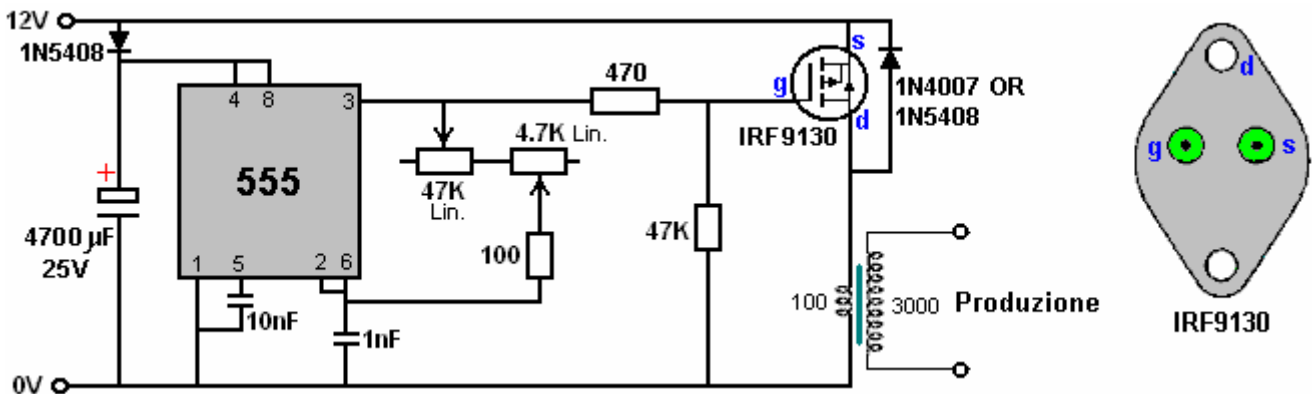 12V
1N5408
4 8 3
555
1 5 2 6
+
4700 µF
25V
10nF
1nF
470
4.7K Lin.
47K
Lin.
100
47K
g
s
d
IRF9130
1N4007 OR
1N5408
100
3000
Produzione
0V
d
g
s
IRF9130